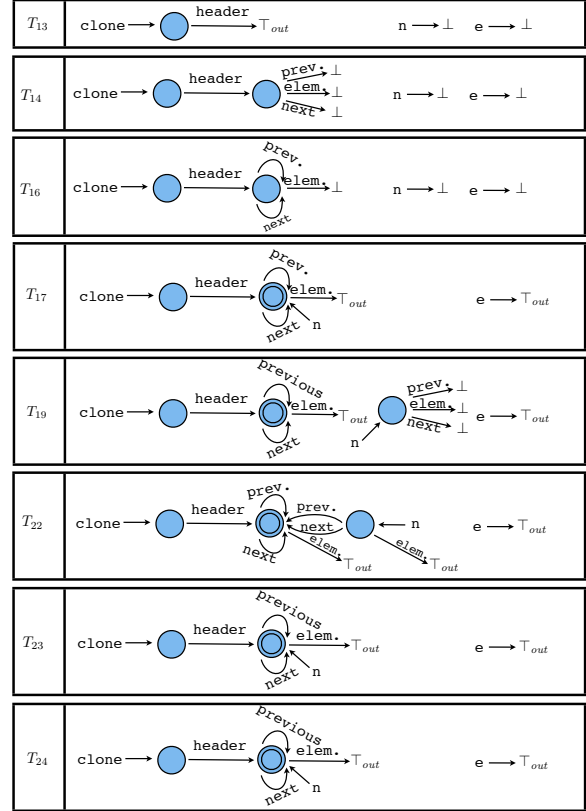 T13 clone header ⊤out n ⊥ e ⊥
T14 clone header prev. ⊥ elem. ⊥ next ⊥ n ⊥ e ⊥
T16 clone header prev. elem. ⊥ next n ⊥ e ⊥
T17 clone header prev. elem. ⊤out next n e ⊤out
T19 clone header previous elem. ⊤out next n prev. ⊥ elem. ⊥ next ⊥ e ⊤out
T22 clone header prev. next elem. ⊤out prev. next n elem. ⊤out e ⊤out
T23 clone header previous elem. ⊤out next n e ⊤out
T24 clone header previous elem. ⊤out next n e ⊤out